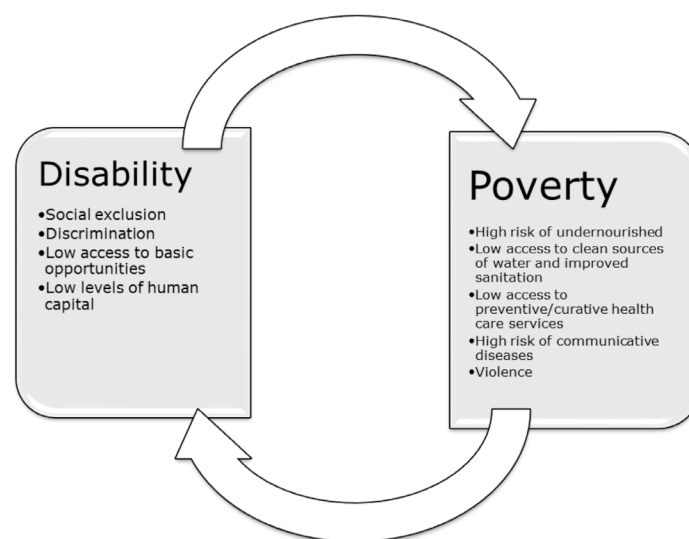 Disability
•Social exclusion
•Discrimination
•Low access to basic
opportunities
•Low levels of human
capital
Poverty
•High risk of undernourished
•Low access to clean sources
of water and improved
sanitation
•Low access to
preventive/curative health
care services
•High risk of communicative
diseases
•Violence